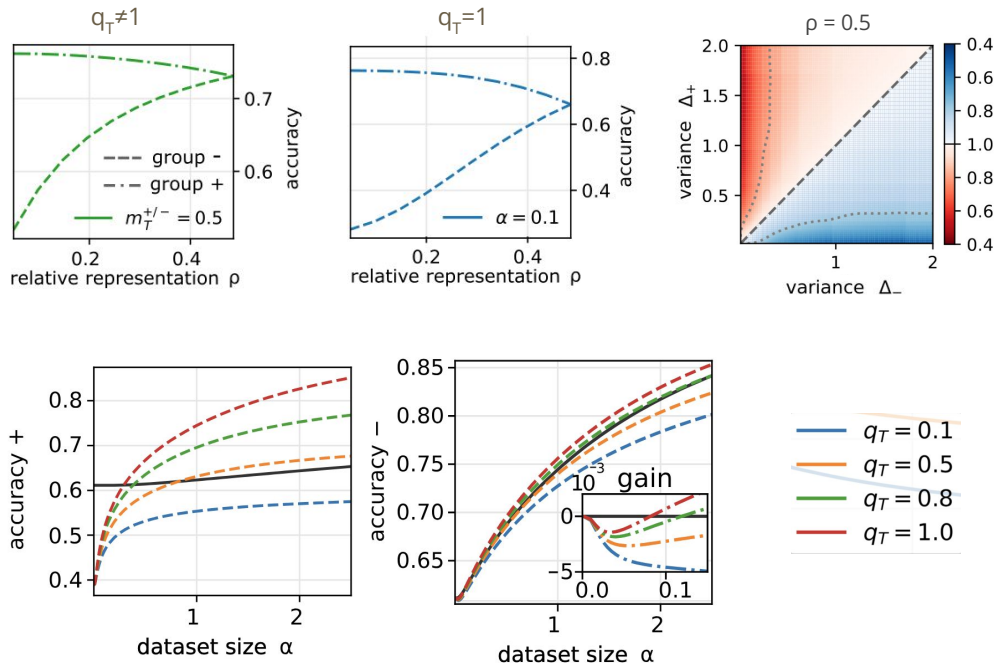 q_T≠1
q_T=1
ρ = 0.5
0.7
0.6
accuracy
group -
group +
m_T^{+/-} = 0.5
0.2
0.4
relative representation ρ
0.8
0.6
0.4
accuracy
α = 0.1
0.2
0.4
relative representation ρ
2.0
1.5
1.0
0.5
variance Δ₊
1
2
variance Δ₋
0.4
0.6
0.8
1.0
0.8
0.6
0.4
0.8
0.7
0.6
0.5
0.4
accuracy +
1
2
dataset size α
0.85
0.80
0.75
0.70
0.65
accuracy −
10⁻³
gain
0
−5
0.0
0.1
1
2
dataset size α
q_T = 0.1
q_T = 0.5
q_T = 0.8
q_T = 1.0